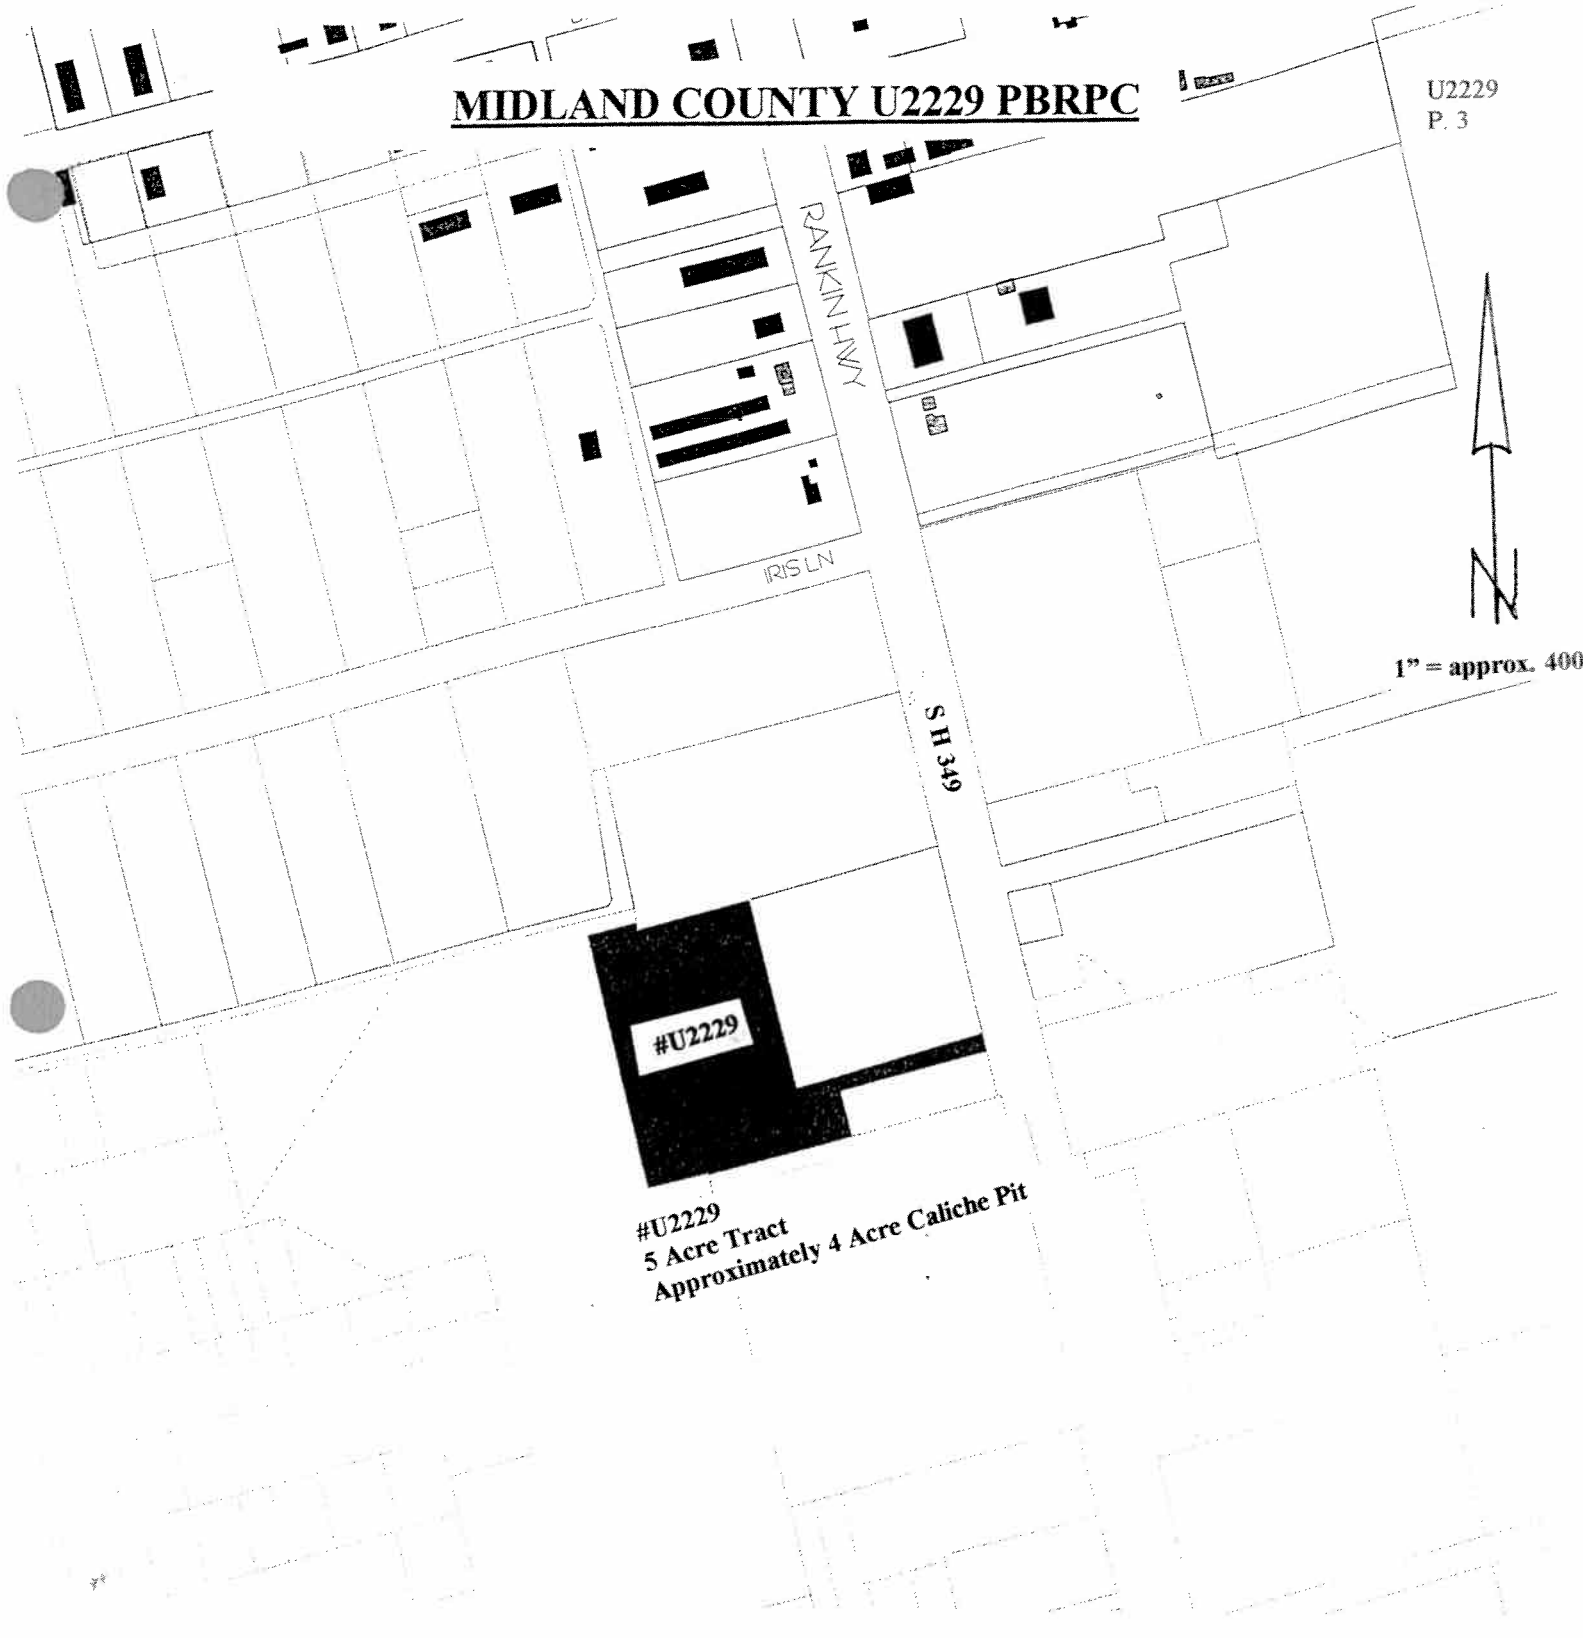 MIDLAND COUNTY U2229 PBRPC
U2229
P. 3
RANKIN HWY
IRIS LN
N
1” = approx. 400
S H 349
#U2229
#U2229
5 Acre Tract
Approximately 4 Acre Caliche Pit